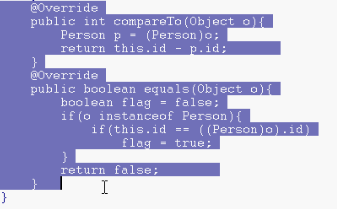 @Override
public int compareTo(Object o){
Person p = (Person)o;
return this.id - p.id;
}
@Override
public boolean equals(Object o){
boolean flag = false;
if(o instanceof Person){
if(this.id == ((Person)o).id)
flag = true;
}
return false;
}
}